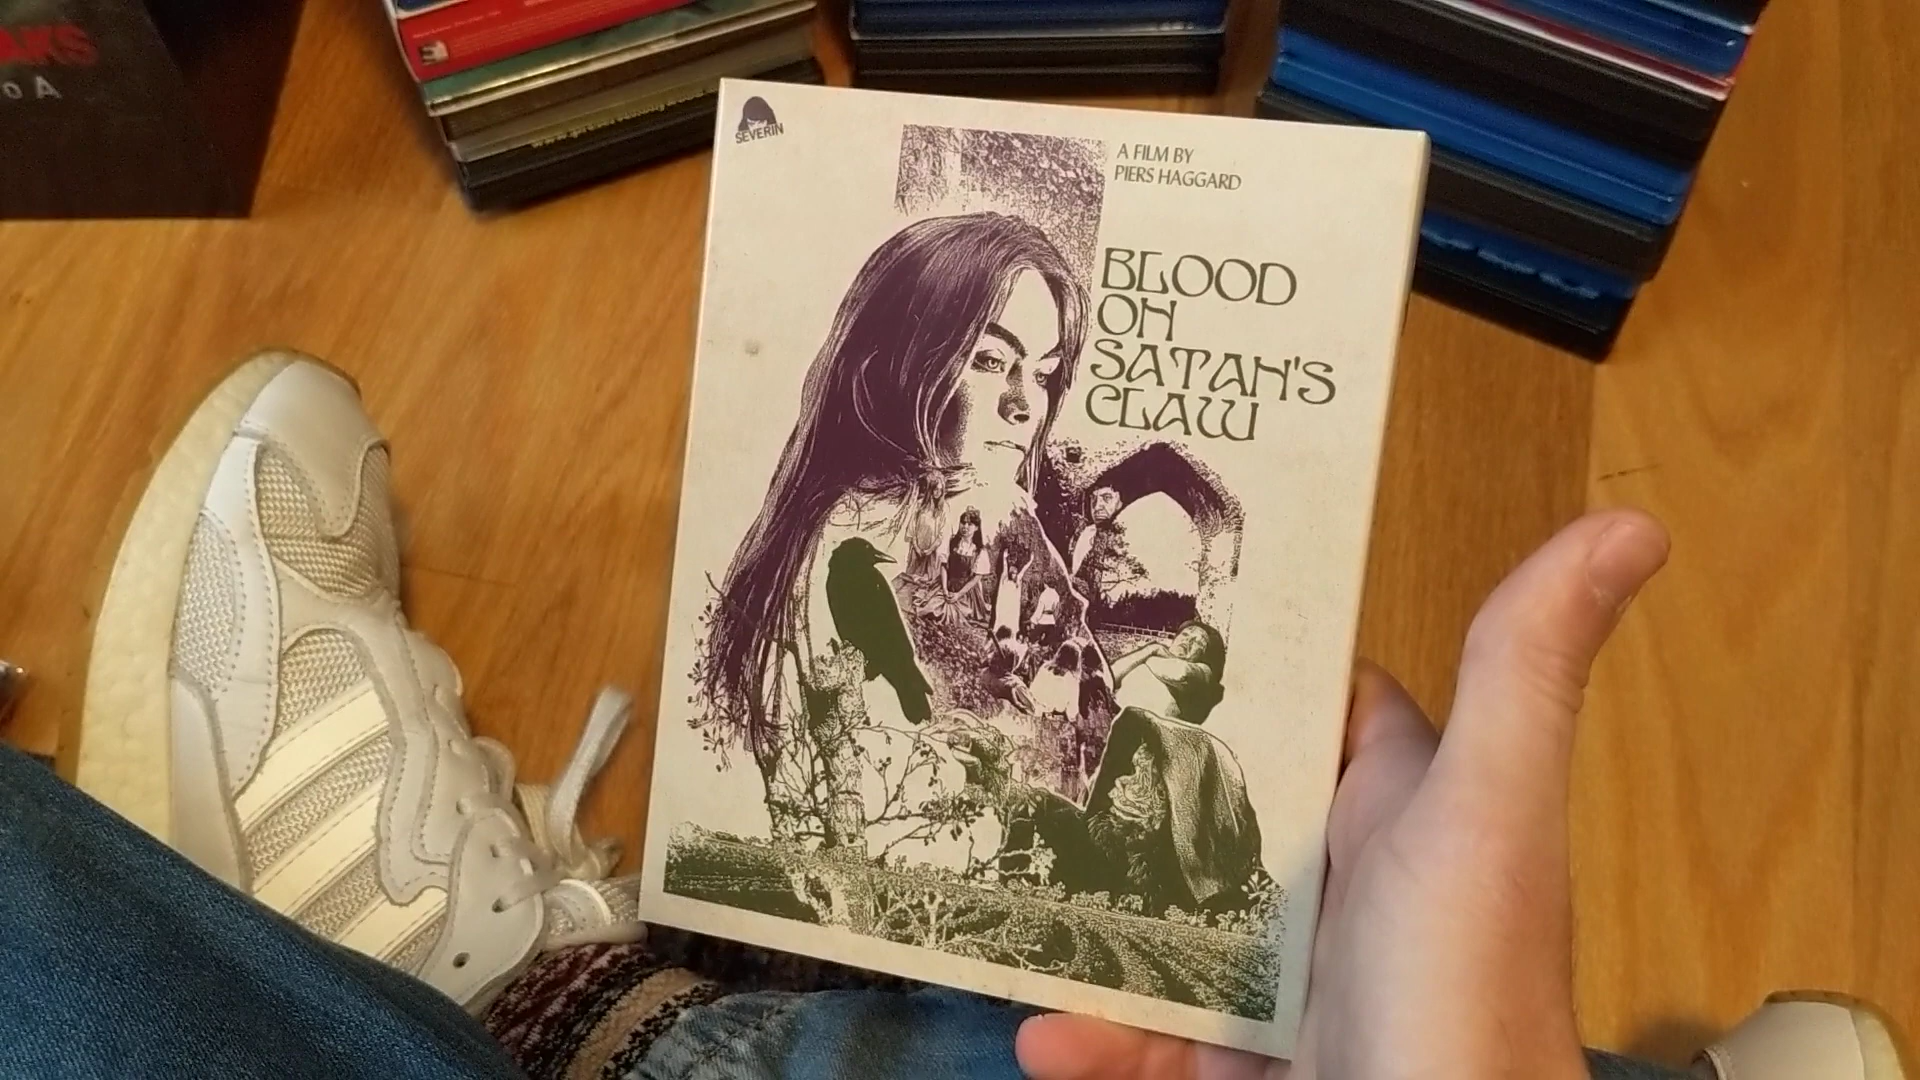 SEVERIN
A FILM BY
PIERS HAGGARD
BLOOD
ON
SATAN'S
CLAW